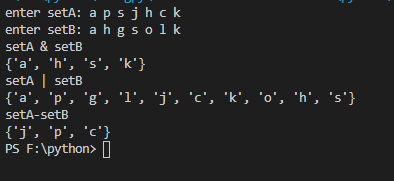 enter setA: a p s j h c k
enter setB: a h g s o l k
setA & setB
{'a', 'h', 's', 'k'}
setA | setB
{'a', 'p', 'g', 'l', 'j', 'c', 'k', 'o', 'h', 's'}
setA-setB
{'j', 'p', 'c'}
PS F:\python>